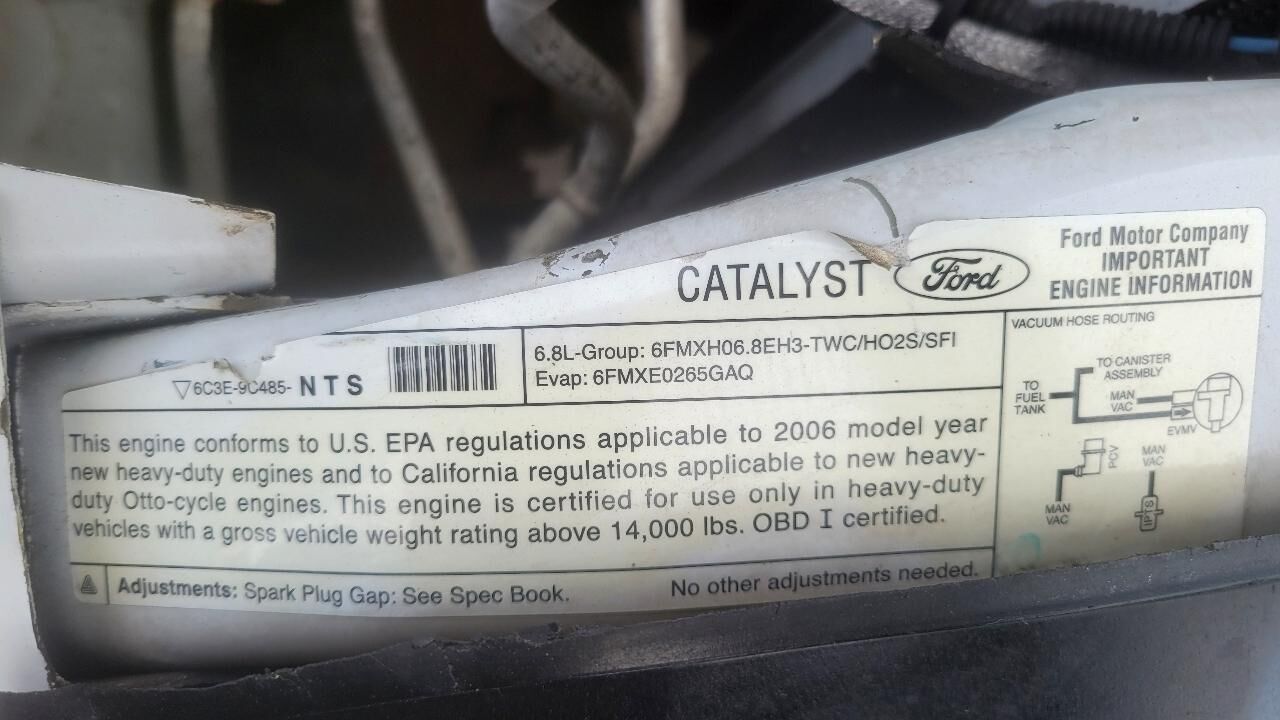 CATALYST
Ford
Ford Motor Company
IMPORTANT
ENGINE INFORMATION
▽6C3E-9C485- NTS
6.8L-Group: 6FMXH06.8EH3-TWC/HO2S/SFI
Evap: 6FMXE0265GAQ
This engine conforms to U.S. EPA regulations applicable to 2006 model year
new heavy-duty engines and to California regulations applicable to new heavy-
duty Otto-cycle engines. This engine is certified for use only in heavy-duty
vehicles with a gross vehicle weight rating above 14,000 lbs. OBD I certified.
Adjustments: Spark Plug Gap: See Spec Book.
No other adjustments needed.
VACUUM HOSE ROUTING
TO CANISTER
ASSEMBLY
TO
FUEL
TANK
MAN
VAC
EVMV
PCV
MAN
VAC
MAN
VAC
IPTS